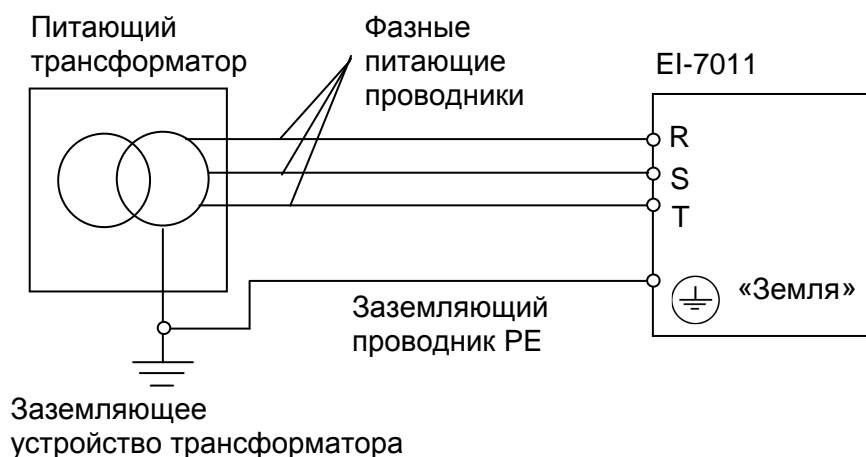 Питающий
трансформатор
Фазные
питающие
проводники
EI-7011
R
S
T
«Земля»
Заземляющий
проводник PE
Заземляющее
устройство трансформатора